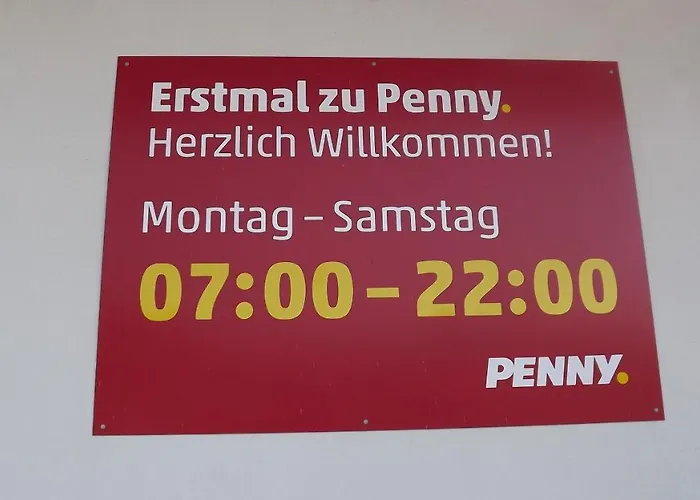 Erstmal zu Penny.
Herzlich Willkommen!
Montag – Samstag
07:00 – 22:00
PENNY.